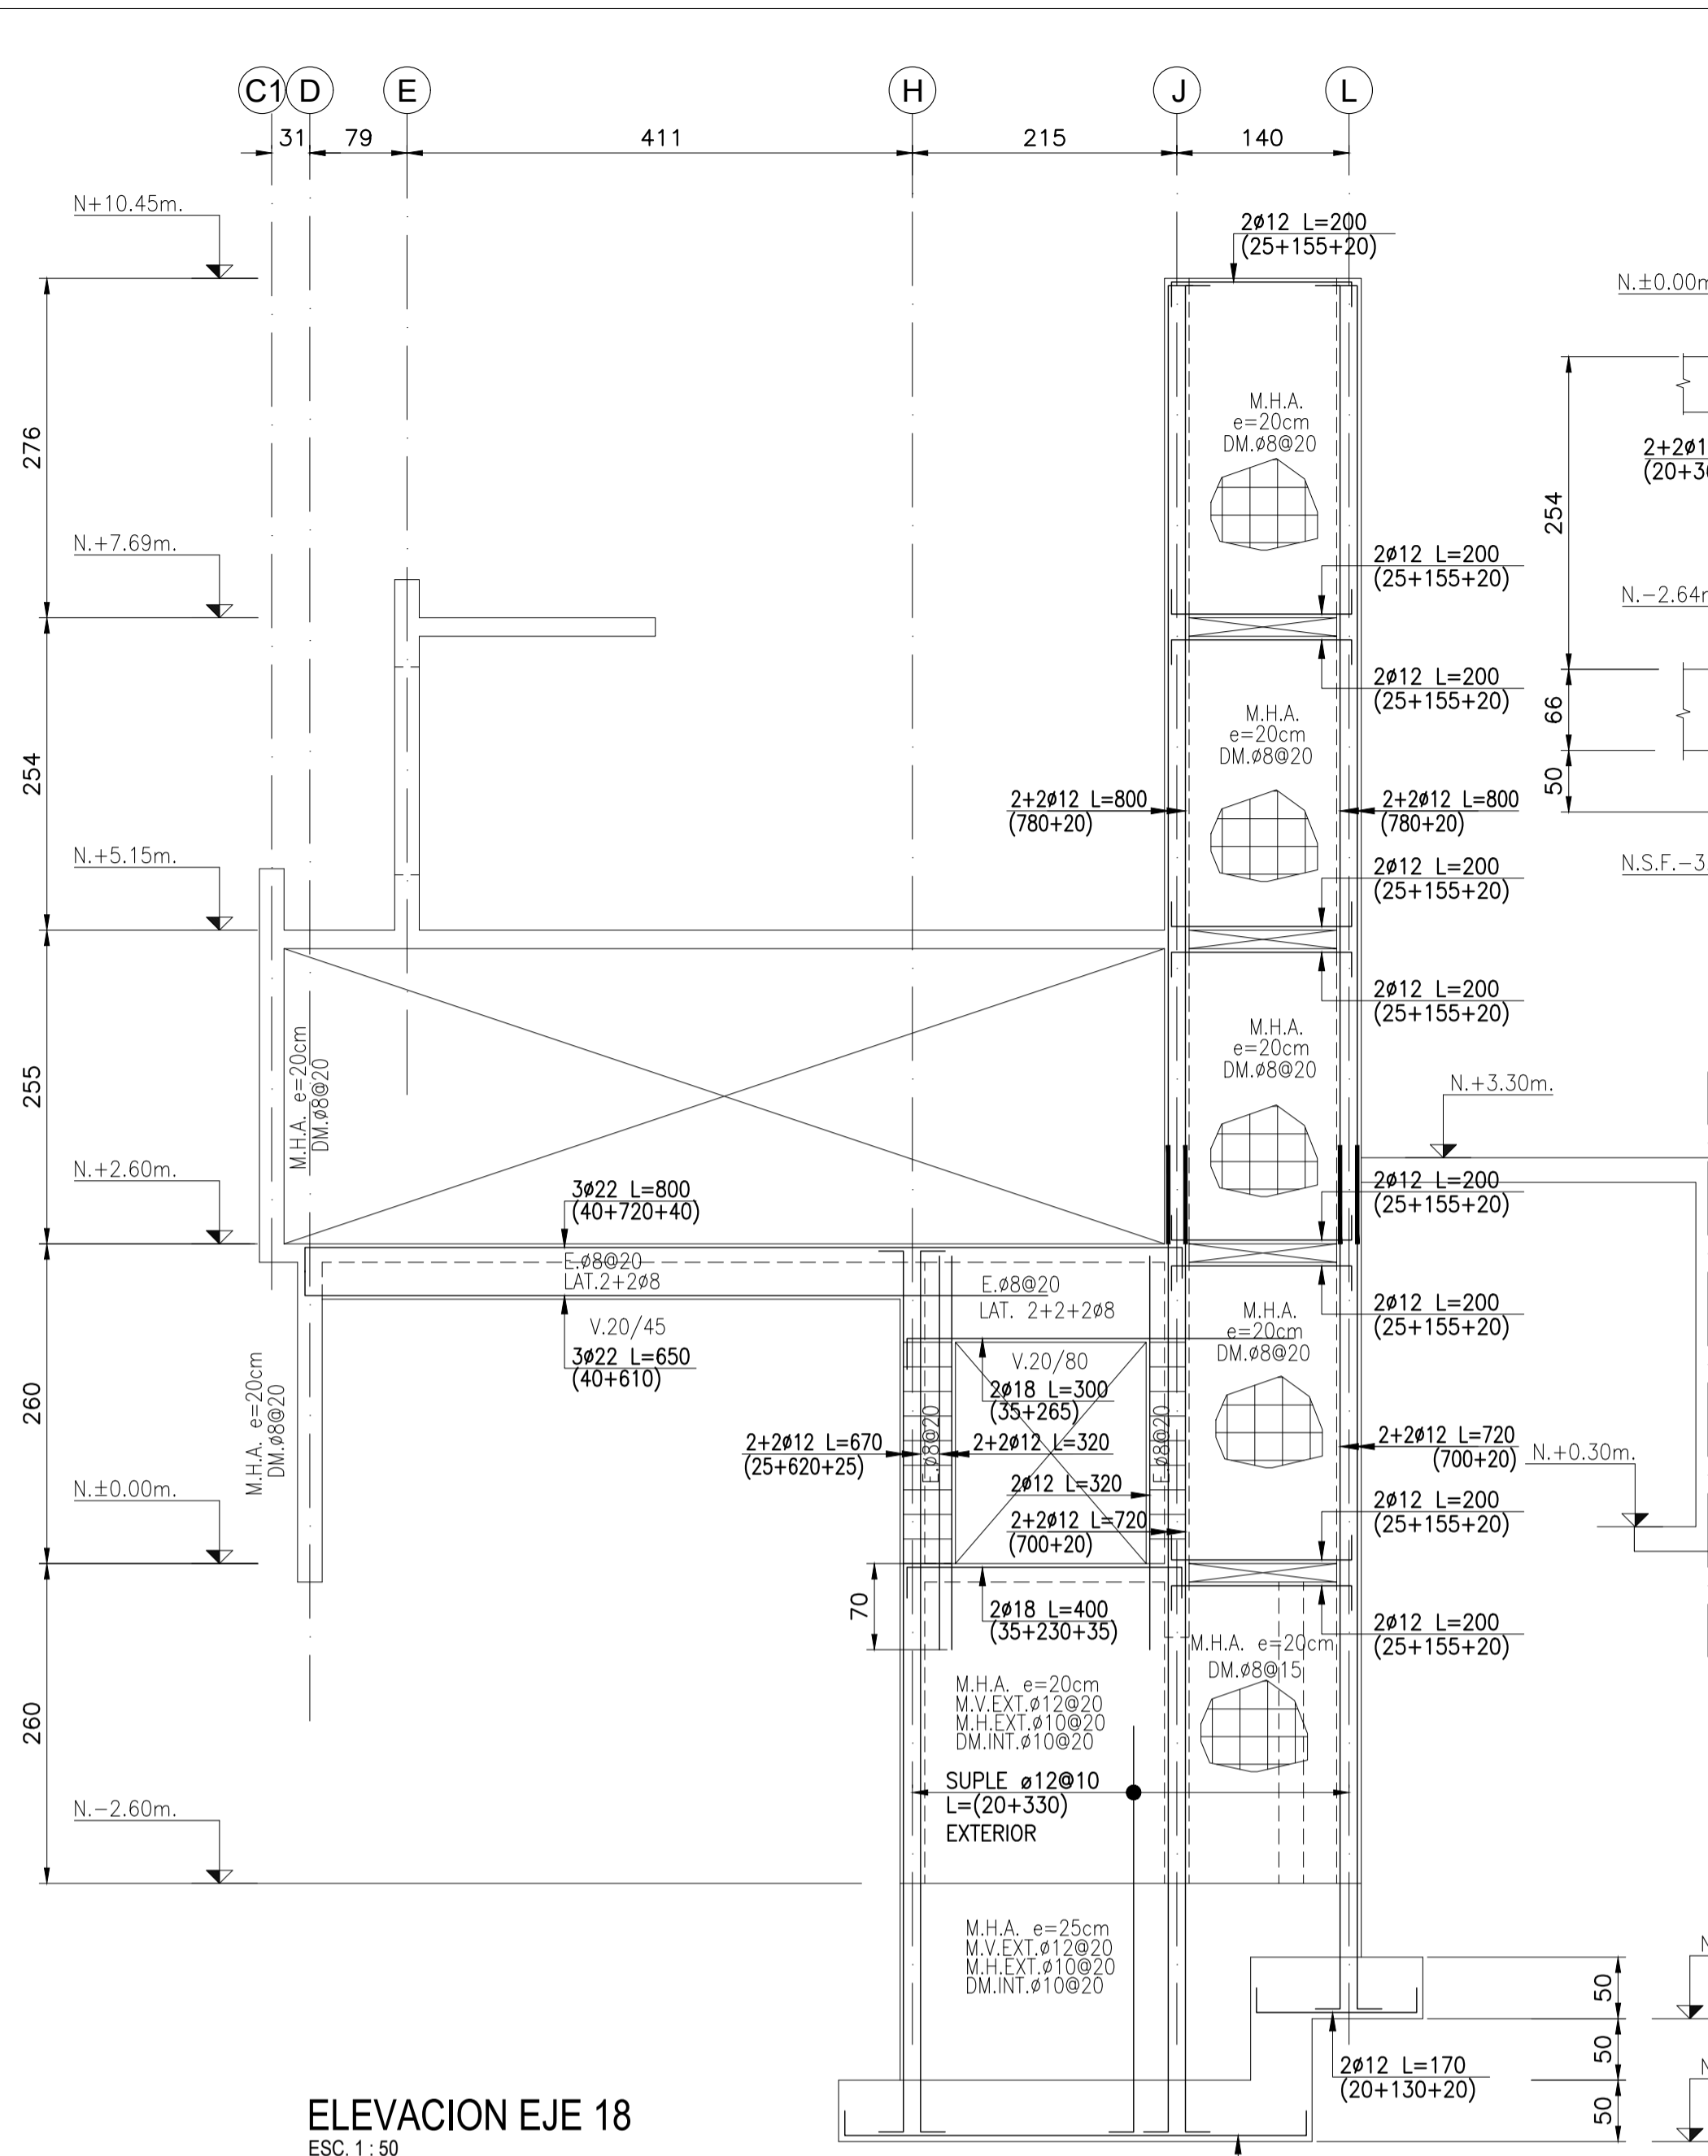 C1 D E H J L
31 79 411 215 140
N+10.45m.
2ø12 L=200
(25+155+20)
N.±0.00m
276
M.H.A.
e=20cm
DM.ø8@20
2+2ø1
(20+3
254
N.+7.69m.
2ø12 L=200
(25+155+20)
N.-2.64m
2ø12 L=200
(25+155+20)
66
M.H.A.
e=20cm
DM.ø8@20
254
50
2+2ø12 L=800
(780+20)
2+2ø12 L=800
(780+20)
N.+5.15m.
2ø12 L=200
(25+155+20)
N.S.F.-3
2ø12 L=200
(25+155+20)
M.H.A.
e=20cm
DM.ø8@20
M.H.A. e=20cm
DM.ø8@20
255
N.+3.30m.
N.+2.60m.
3ø22 L=800
(40+720+40)
2ø12 L=200
(25+155+20)
E.ø8@20
LAT.2+2ø8
E.ø8@20
LAT. 2+2+2ø8
V.20/45
3ø22 L=650
(40+610)
M.H.A.
e=20cm
DM.ø8@20
2ø12 L=200
(25+155+20)
V.20/80
2ø18 L=300
(35+265)
M.H.A. e=20cm
DM.ø8@20
260
E.ø8@20
E.ø8@20
2+2ø12 L=670
(25+620+25)
2+2ø12 L=320
2+2ø12 L=720
(700+20)
N.+0.30m.
2ø12 L=320
N.±0.00m.
2+2ø12 L=720
(700+20)
2ø12 L=200
(25+155+20)
70
2ø18 L=400
(35+230+35)
2ø12 L=200
(25+155+20)
M.H.A. e=20cm
DM.ø8@15
M.H.A. e=20cm
M.V.EXT.ø12@20
M.H.EXT.ø10@20
DM.INT.ø10@20
260
SUPLE ø12@10
L=(20+330)
EXTERIOR
N.-2.60m.
M.H.A. e=25cm
M.V.EXT.ø12@20
M.H.EXT.ø10@20
DM.INT.ø10@20
N
50
50
2ø12 L=170
(20+130+20)
N
50
ELEVACION EJE 18
ESC. 1 : 50